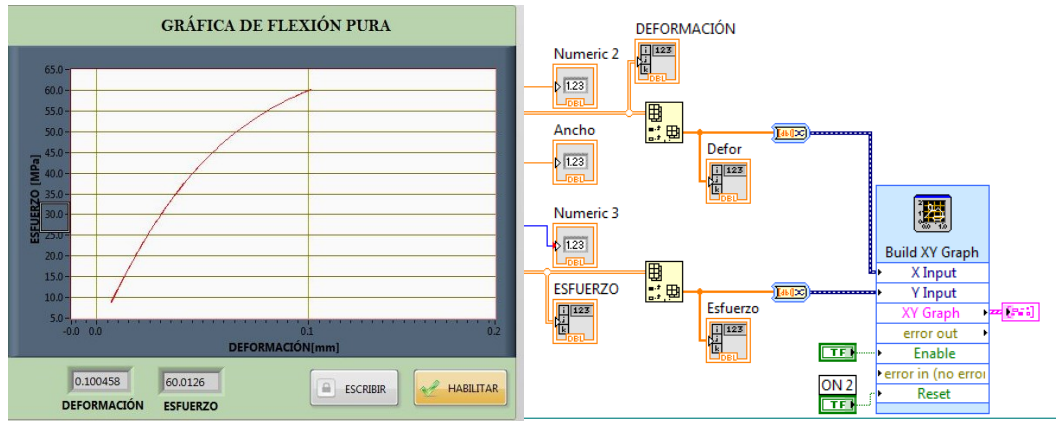 GRÁFICA DE FLEXIÓN PURA
65.0
60.0
55.0
50.0
45.0
40.0
35.0
30.0
25.0
20.0
15.0
10.0
5.0
ESFUERZO [MPa]
-0.0 0.0 0.1 0.2
DEFORMACIÓN[mm]
0.100458 60.0126
DEFORMACIÓN ESFUERZO
ESCRIBIR
HABILITAR
DEFORMACIÓN
123
DBL
Numeric 2
1.23
DBL
Ancho
1.23
DBL
Defor
123
DBL
Numeric 3
1.23
DBL
ESFUERZO
123
DBL
Esfuerzo
123
DBL
Build XY Graph
X Input
Y Input
XY Graph
error out
Enable
error in (no erroi
Reset
TF
ON 2
TF